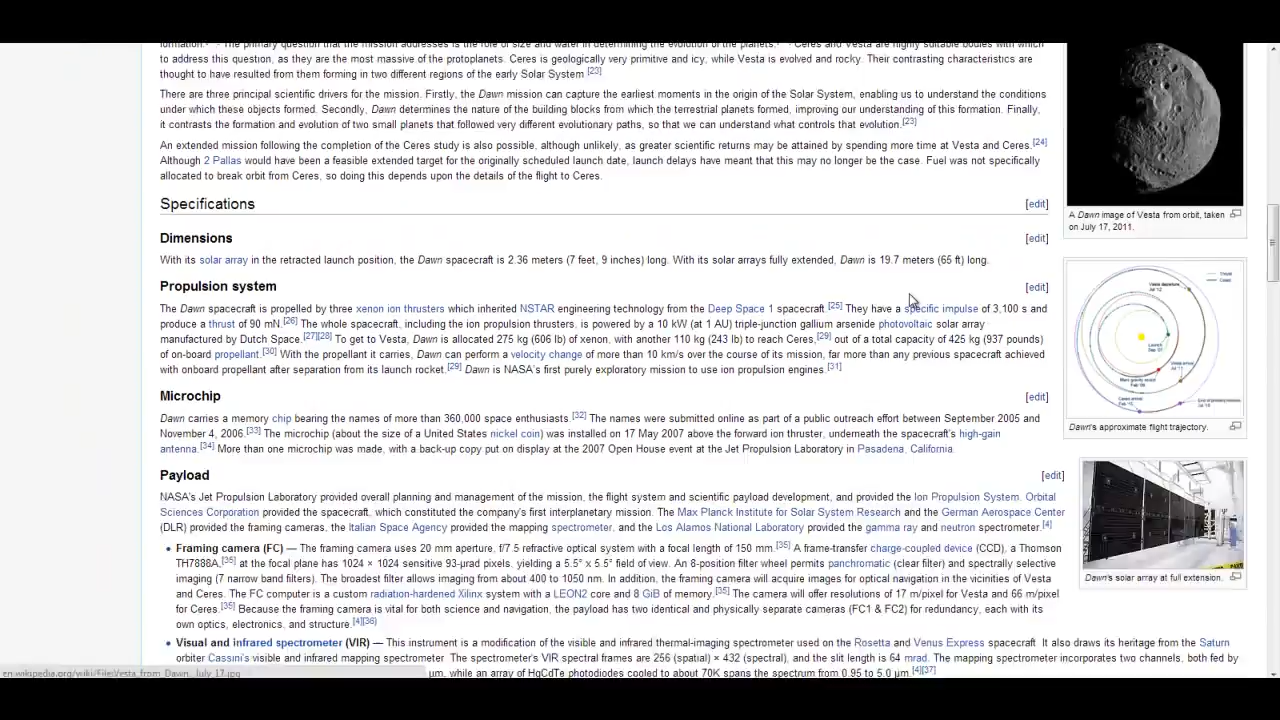 formation. The primary question that the mission addresses is the role of size and water in determining the evolution of the planets. Ceres and Vesta are highly suitable bodies with which
to address this question, as they are the most massive of the protoplanets. Ceres is geologically very primitive and icy, while Vesta is evolved and rocky. Their contrasting characteristics are
thought to have resulted from them forming in two different regions of the early Solar System.[23]
There are three principal scientific drivers for the mission. Firstly, the Dawn mission can capture the earliest moments in the origin of the Solar System, enabling us to understand the conditions
under which these objects formed. Secondly, Dawn determines the nature of the building blocks from which the terrestrial planets formed, improving our understanding of this formation. Finally,
it contrasts the formation and evolution of two small planets that followed very different evolutionary paths, so that we can understand what controls that evolution.[23]
An extended mission following the completion of the Ceres study is also possible, although unlikely, as greater scientific returns may be attained by spending more time at Vesta and Ceres.[24]
Although 2 Pallas would have been a feasible extended target for the originally scheduled launch date, launch delays have meant that this may no longer be the case. Fuel was not specifically
allocated to break orbit from Ceres, so doing this depends upon the details of the flight to Ceres.
A Dawn image of Vesta from orbit, taken
on July 17, 2011.
Specifications [edit]
Dimensions [edit]
With its solar array in the retracted launch position, the Dawn spacecraft is 2.36 meters (7 feet, 9 inches) long. With its solar arrays fully extended, Dawn is 19.7 meters (65 ft) long.
Propulsion system [edit]
The Dawn spacecraft is propelled by three xenon ion thrusters which inherited NSTAR engineering technology from the Deep Space 1 spacecraft.[25] They have a specific impulse of 3,100 s and
produce a thrust of 90 mN.[26] The whole spacecraft, including the ion propulsion thrusters, is powered by a 10 kW (at 1 AU) triple-junction gallium arsenide photovoltaic solar array
manufactured by Dutch Space.[27][28] To get to Vesta, Dawn is allocated 275 kg (606 lb) of xenon, with another 110 kg (243 lb) to reach Ceres,[29] out of a total capacity of 425 kg (937 pounds)
of on-board propellant.[30] With the propellant it carries, Dawn can perform a velocity change of more than 10 km/s over the course of its mission, far more than any previous spacecraft achieved
with onboard propellant after separation from its launch rocket.[29] Dawn is NASA's first purely exploratory mission to use ion propulsion engines.[31]
Dawn's approximate flight trajectory.
Microchip [edit]
Dawn carries a memory chip bearing the names of more than 360,000 space enthusiasts.[32] The names were submitted online as part of a public outreach effort between September 2005 and
November 4, 2006.[33] The microchip (about the size of a United States nickel coin) was installed on 17 May 2007 above the forward ion thruster, underneath the spacecraft's high-gain
antenna.[34] More than one microchip was made, with a back-up copy put on display at the 2007 Open House event at the Jet Propulsion Laboratory in Pasadena, California.
Payload [edit]
NASA's Jet Propulsion Laboratory provided overall planning and management of the mission, the flight system and scientific payload development, and provided the Ion Propulsion System. Orbital
Sciences Corporation provided the spacecraft, which constituted the company's first interplanetary mission. The Max Planck Institute for Solar System Research and the German Aerospace Center
(DLR) provided the framing cameras, the Italian Space Agency provided the mapping spectrometer, and the Los Alamos National Laboratory provided the gamma ray and neutron spectrometer.[4]
• Framing camera (FC) — The framing camera uses 20 mm aperture, f/7.5 refractive optical system with a focal length of 150 mm.[35] A frame-transfer charge-coupled device (CCD), a Thomson
TH7888A,[35] at the focal plane has 1024 × 1024 sensitive 93-μrad pixels, yielding a 5.5° x 5.5° field of view. An 8-position filter wheel permits panchromatic (clear filter) and spectrally selective
imaging (7 narrow band filters). The broadest filter allows imaging from about 400 to 1050 nm. In addition, the framing camera will acquire images for optical navigation in the vicinities of Vesta
and Ceres. The FC computer is a custom radiation-hardened Xilinx system with a LEON2 core and 8 GiB of memory.[35] The camera will offer resolutions of 17 m/pixel for Vesta and 66 m/pixel
for Ceres.[35] Because the framing camera is vital for both science and navigation, the payload has two identical and physically separate cameras (FC1 & FC2) for redundancy, each with its
own optics, electronics, and structure.[4][36]
Dawn's solar array at full extension.
• Visual and infrared spectrometer (VIR) — This instrument is a modification of the visible and infrared thermal-imaging spectrometer used on the Rosetta and Venus Express spacecraft. It also draws its heritage from the Saturn
orbiter Cassini's visible and infrared mapping spectrometer. The spectrometer's VIR spectral frames are 256 (spatial) × 432 (spectral), and the slit length is 64 mrad. The mapping spectrometer incorporates two channels, both fed by
μm, while an array of HgCdTe photodiodes cooled to about 70K spans the spectrum from 0.95 to 5.0 μm.[4][37]
en.wikipedia.org/wiki/File:Vesta_from_Dawn,_July_17.jpg